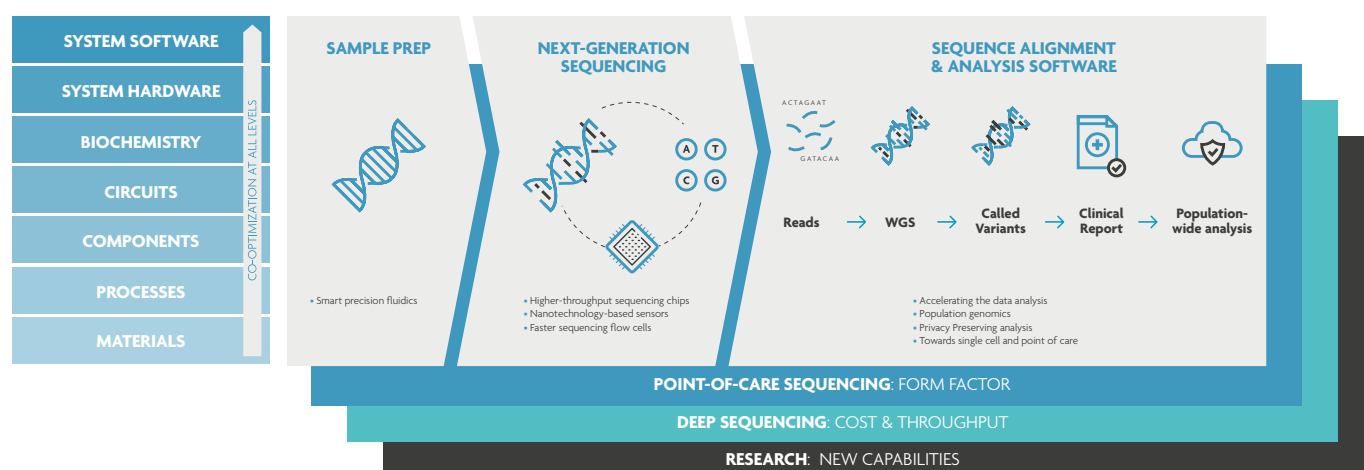 SYSTEM SOFTWARE
SYSTEM HARDWARE
BIOCHEMISTRY
CIRCUITS
COMPONENTS
PROCESSES
MATERIALS
CO-OPTIMIZATION AT ALL LEVELS
SAMPLE PREP
• Smart precision fluidics
NEXT-GENERATION
SEQUENCING
A T
C G
• Higher-throughput sequencing chips
• Nanotechnology-based sensors
• Faster sequencing flow cells
SEQUENCE ALIGNMENT
& ANALYSIS SOFTWARE
ACTAGAAT
GATACAA
Reads
WGS
Called
Variants
Clinical
Report
Population-
wide analysis
• Accelerating the data analysis
• Population genomics
• Privacy Preserving analysis
• Towards single cell and point of care
POINT-OF-CARE SEQUENCING: FORM FACTOR
DEEP SEQUENCING: COST & THROUGHPUT
RESEARCH: NEW CAPABILITIES